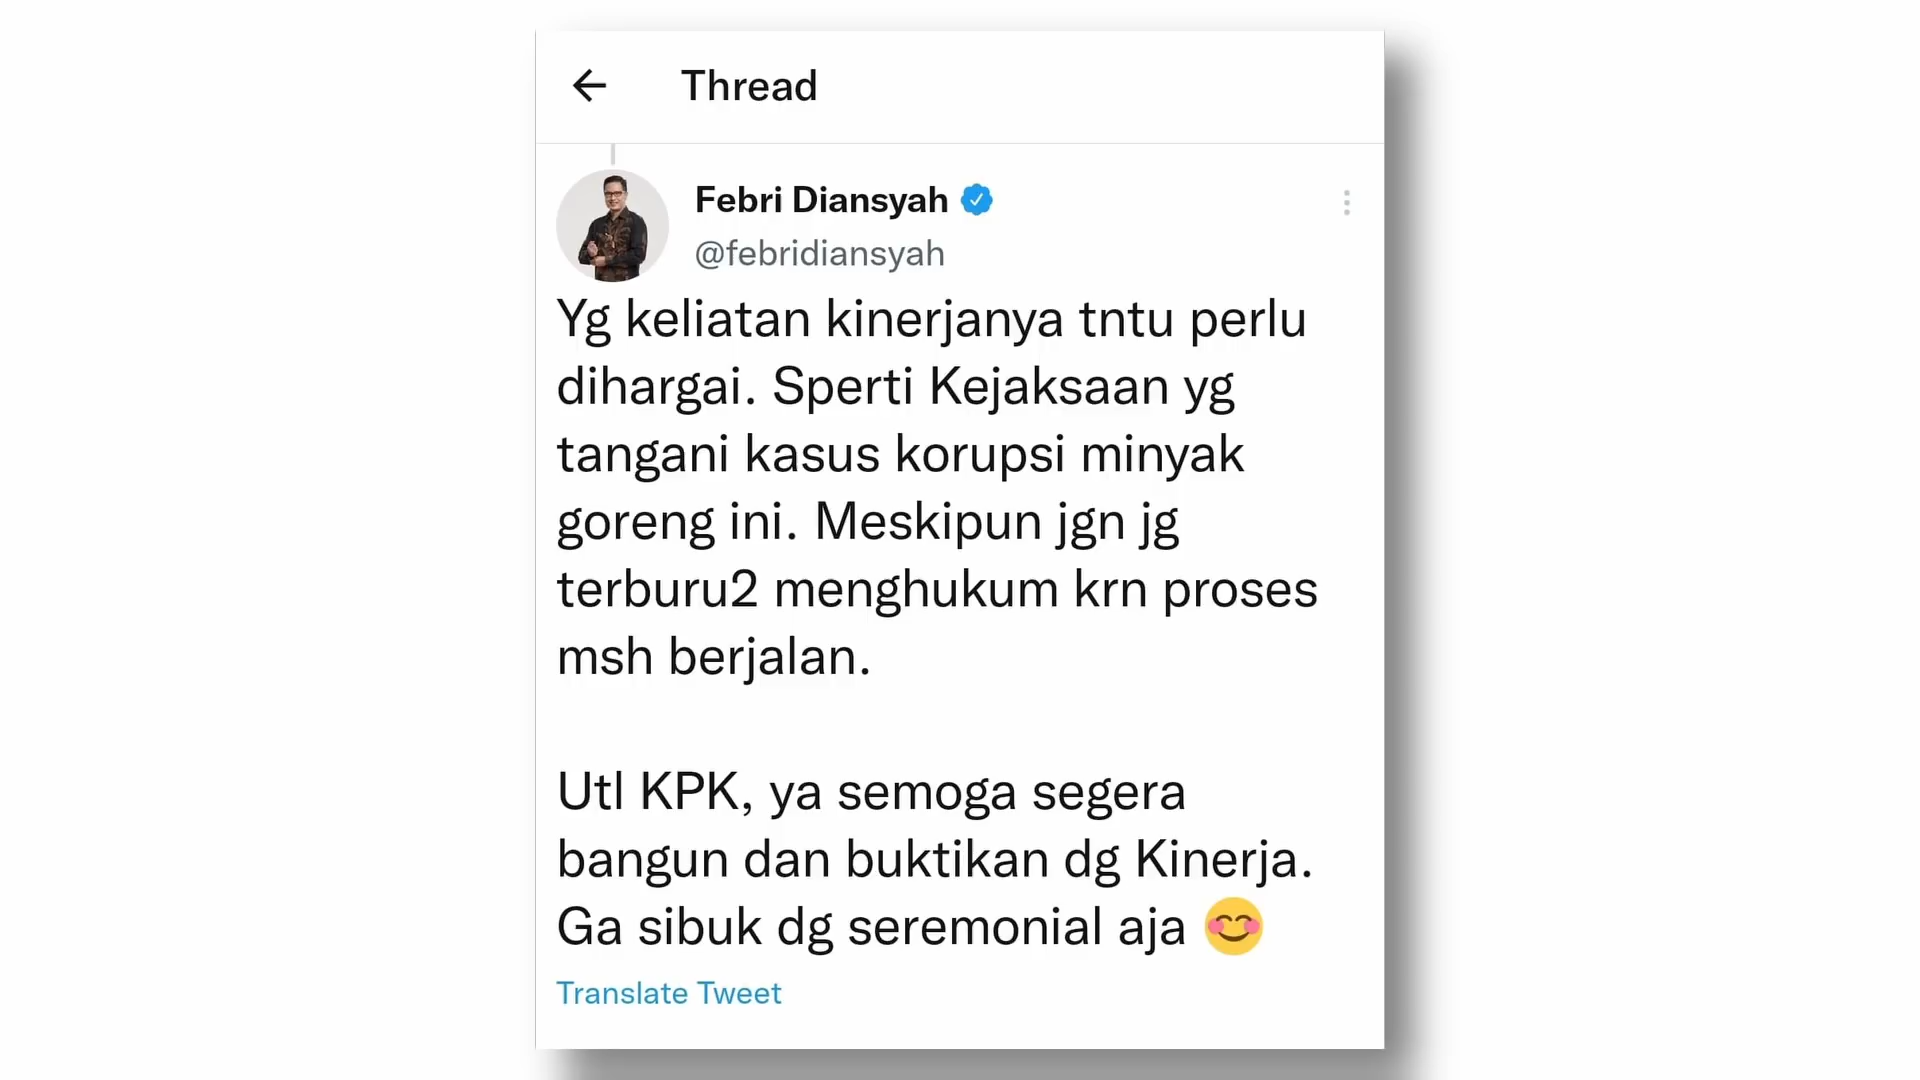 Thread
Febri Diansyah
@febridiansyah
Yg keliatan kinerjanya tntu perlu
dihargai. Sperti Kejaksaan yg
tangani kasus korupsi minyak
goreng ini. Meskipun jgn jg
terburu2 menghukum krn proses
msh berjalan.
Utl KPK, ya semoga segera
bangun dan buktikan dg Kinerja.
Ga sibuk dg seremonial aja 😊
Translate Tweet